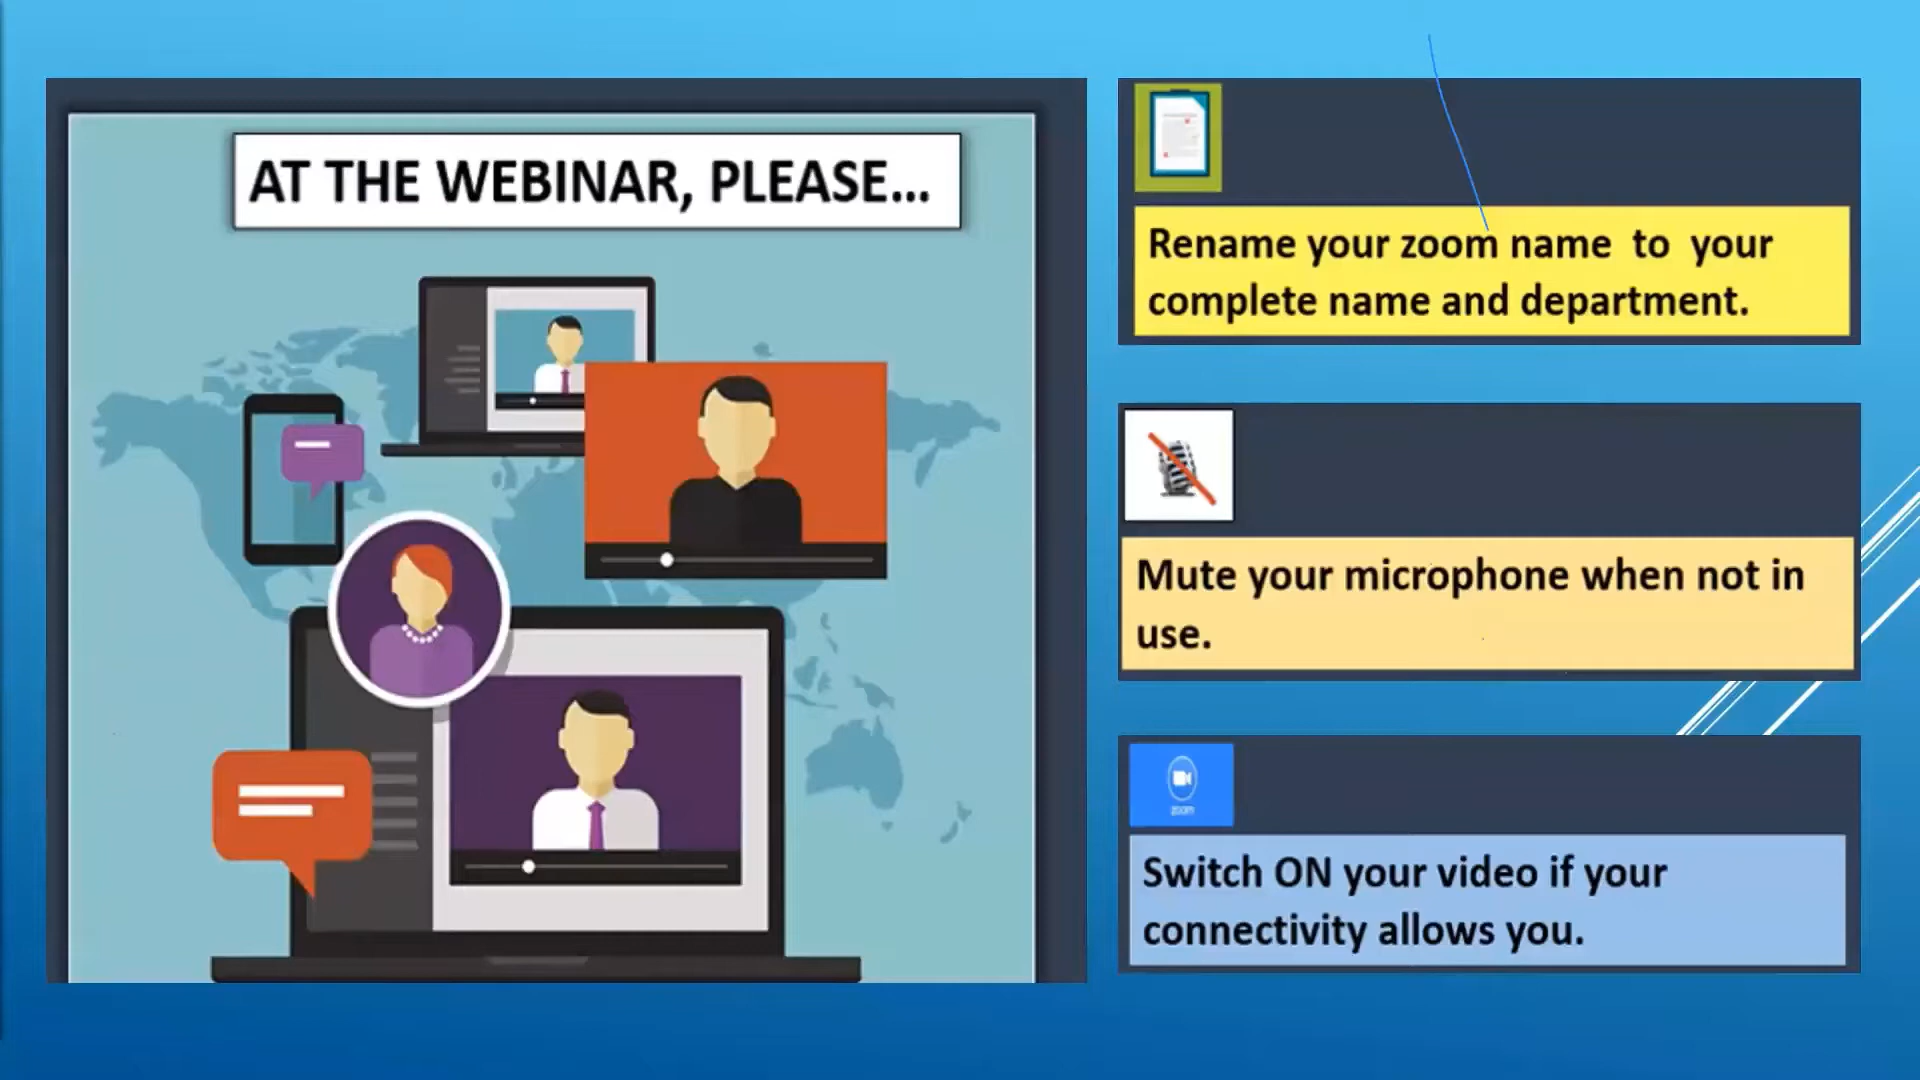 AT THE WEBINAR, PLEASE...
Rename your zoom name to your
complete name and department.
Mute your microphone when not in
use.
zoom
Switch ON your video if your
connectivity allows you.